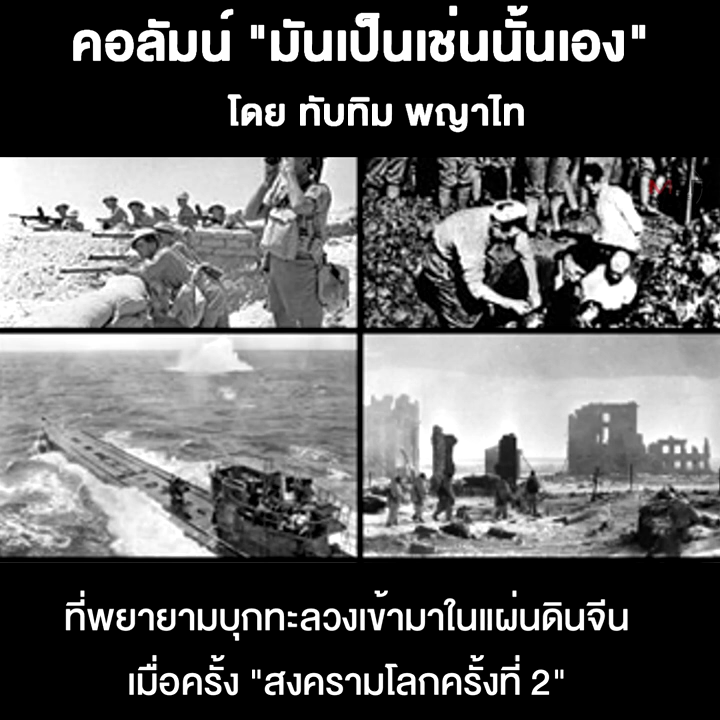 คอลัมน์ "มันเป็นเช่นนั้นเอง"
โดย ทับทิม พญาไท
ที่พยายามบุกทะลวงเข้ามาในแผ่นดินจีน
เมื่อครั้ง "สงครามโลกครั้งที่ 2"